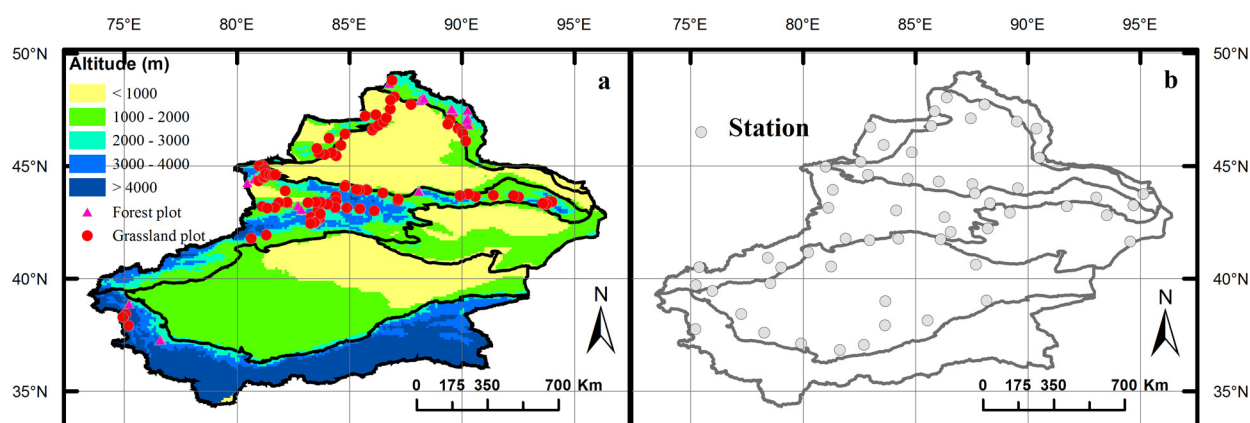 75°E 80°E 85°E 90°E 95°E 75°E 80°E 85°E 90°E 95°E
50°N 50°N
Altitude (m) a b
< 1000
1000 - 2000
2000 - 3000
3000 - 4000
> 4000
Forest plot
Grassland plot
Station
45°N 45°N
40°N 40°N
N N
0 175 350 700 Km 0 175 350 700 Km
35°N 35°N